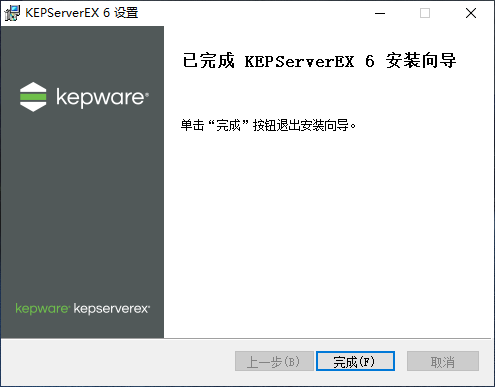 KEPServerEX 6 设置
已完成 KEPServerEX 6 安装向导
kepware®
单击“完成”按钮退出安装向导。
kepware® kepserverex®
上一步(B)
完成(F)
取消